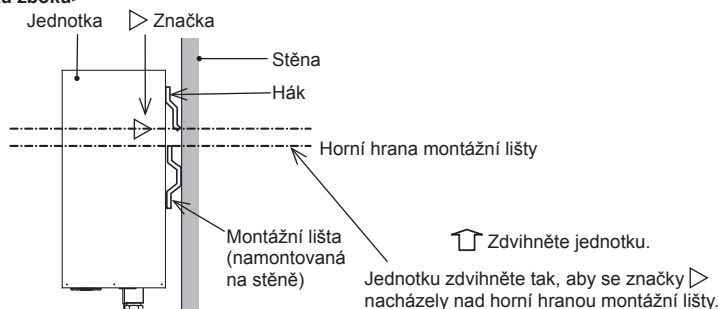 zboku>
Jednotka
▷ Značka
Stěna
Hák
Horní hrana montážní lišty
Montážní lišta
(namontovaná
na stěně)
Zdvihněte jednotku.
Jednotku zdvihněte tak, aby se značky ▷
nacházely nad horní hranou montážní lišty.